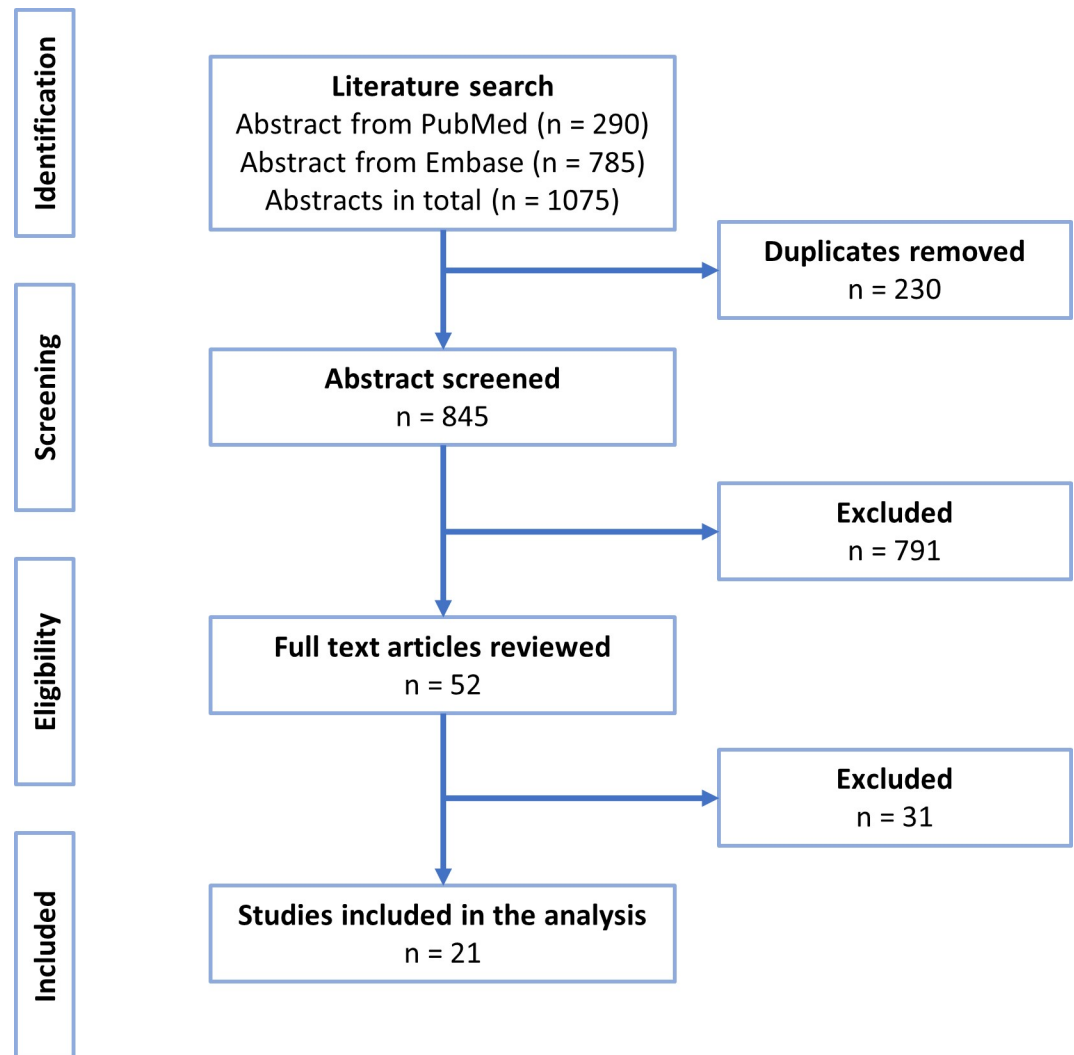 Identification
Literature search
Abstract from PubMed (n = 290)
Abstract from Embase (n = 785)
Abstracts in total (n = 1075)
Duplicates removed
n = 230
Screening
Abstract screened
n = 845
Excluded
n = 791
Eligibility
Full text articles reviewed
n = 52
Excluded
n = 31
Included
Studies included in the analysis
n = 21